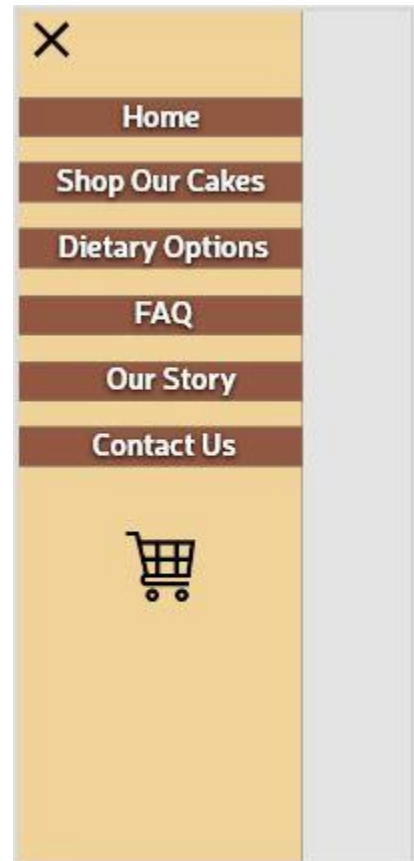 Home
Shop Our Cakes
Dietary Options
FAQ
Our Story
Contact Us